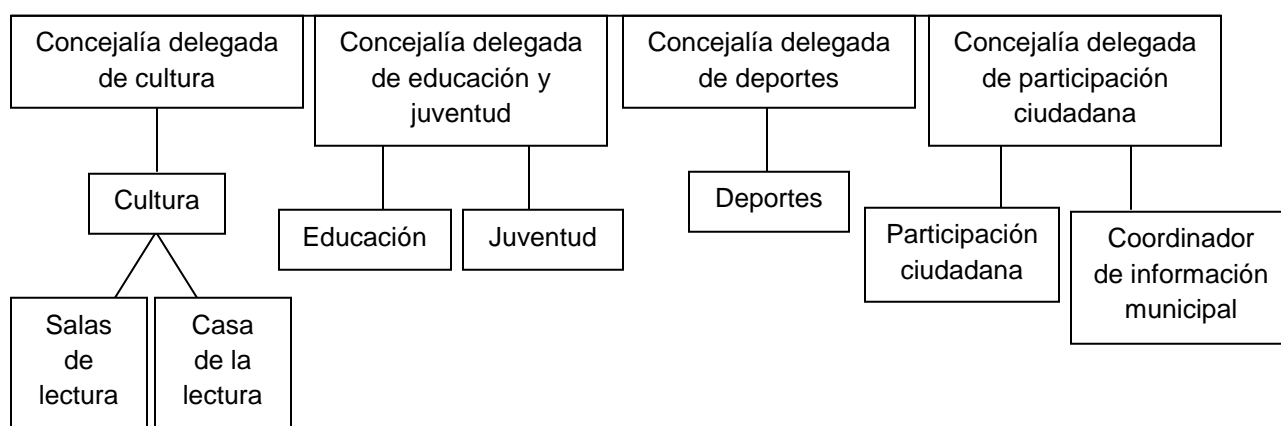 Concejalía delegada
de cultura
Concejalía delegada
de educación y
juventud
Concejalía delegada
de deportes
Concejalía delegada
de participación
ciudadana
Cultura
Educación
Juventud
Deportes
Participación
ciudadana
Coordinador
de información
municipal
Salas
de
lectura
Casa
de la
lectura